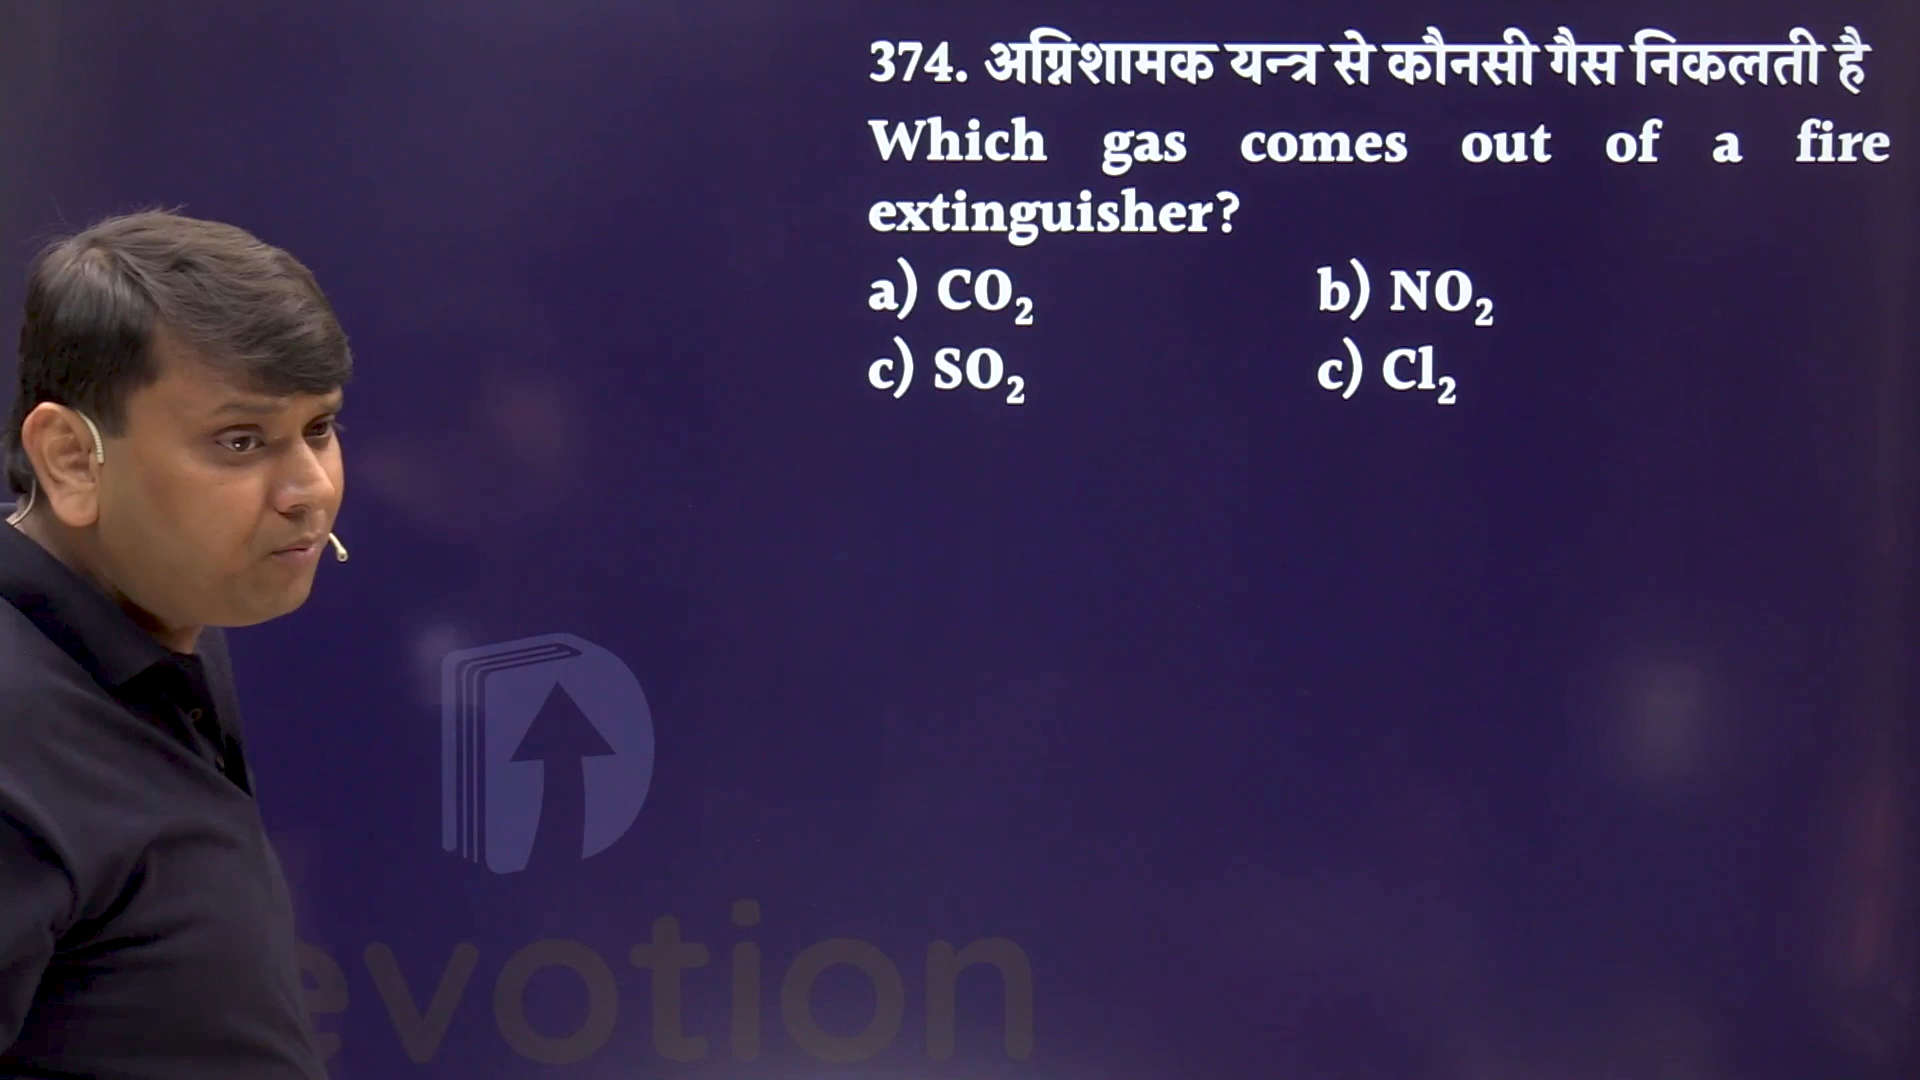 374. अग्निशामक यन्त्र से कौनसी गैस निकलती है
Which gas comes out of a fire
extinguisher?
a) CO₂ b) NO₂
c) SO₂ c) Cl₂
evotion